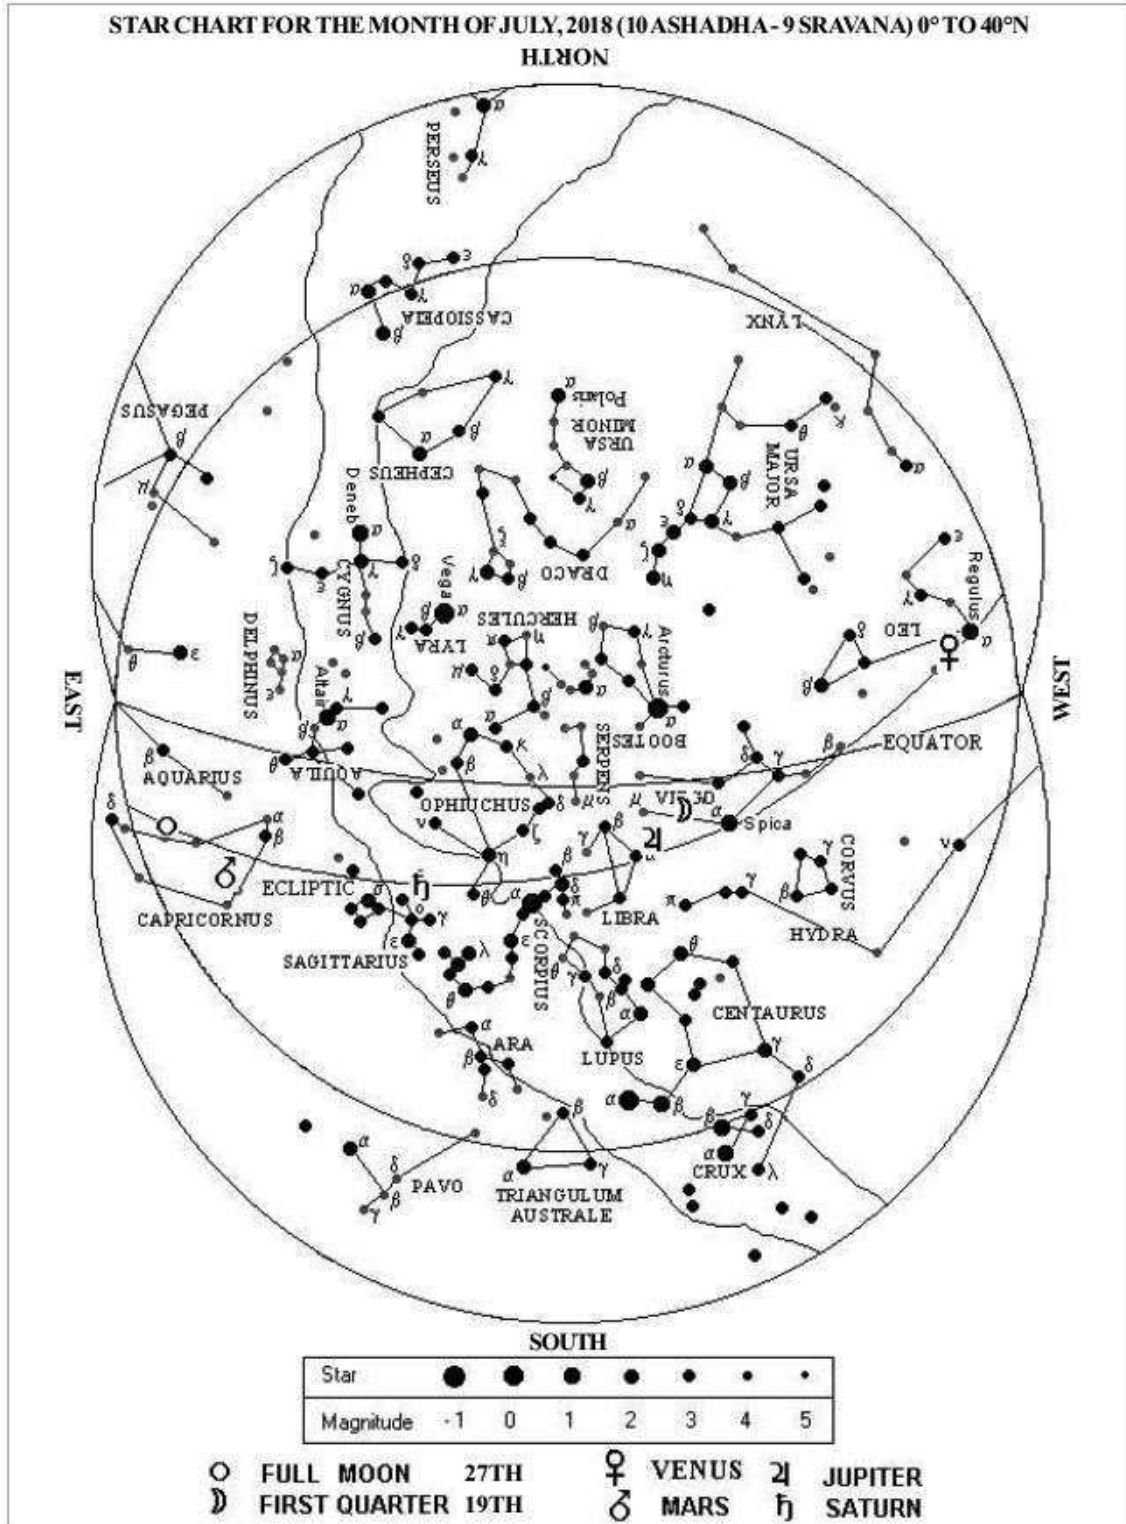 STAR CHART FOR THE MONTH OF JULY, 2018 (10 ASHADHA - 9 SRAVANA) 0° TO 40°N
NORTH
α
PERSEUS
γ
ε
δ
α
γ
CASSIOPEIA
β
LYNX
γ
α
Polaris
URSA
MINOR
κ
θ
PEGASUS
β
μ
α
β
CEPHEUS
β
γ
α
β
URSA
MAJOR
α
Deneb
α
δ
ε
γ
ζ
η
α
DRACO
ξ
γ
β
ζ
ε
γ
δ
CYGNUS
β
Vega
α
β
γ
LYRA
HERCULES
π
η
μ
δ
β
α
β
γ
Arcturus
α
BOOTES
α
ε
Regulus
γ
α
LEO
δ
β
♀
DELPHINUS
α
ε
θ
ε
Altair
γ
α
β
θ
AQUILA
EAST
WEST
β
AQUARIUS
α
κ
β
λ
OPHIUCHUS
δ
ν
ζ
η
θ
SERPENS
μ
δ
γ
β
EQUATOR
μ
α
Spica
δ
α
β
♂
CAPRICORNUS
ECLIPTIC
♄
σ
γ
ε
SAGITTARIUS
λ
θ
β
δ
π
α
SCORPIUS
ε
γ
β
♃
LIBRA
π
γ
HYDRA
ν
CORVUS
γ
β
θ
δ
γ
β
α
LUPUS
θ
CENTAURUS
γ
ε
δ
α
β
α
ARA
β
δ
β
α
γ
TRIANGULUM
AUSTRALE
α
δ
β
γ
PAVO
γ
β
δ
α
λ
CRUX
SOUTH
Star
Magnitude -1 0 1 2 3 4 5
○ FULL MOON 27TH ♀ VENUS ♃ JUPITER
☽ FIRST QUARTER 19TH ♂ MARS ♄ SATURN